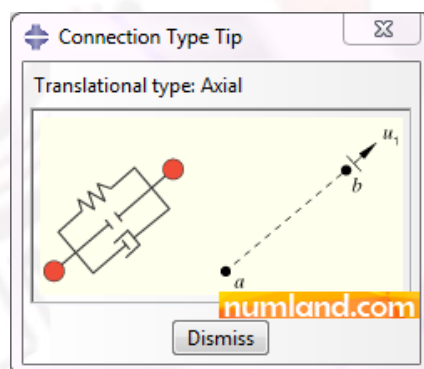 Connection Type Tip
Translational type: Axial
u₁
b
a
numland.com
Dismiss